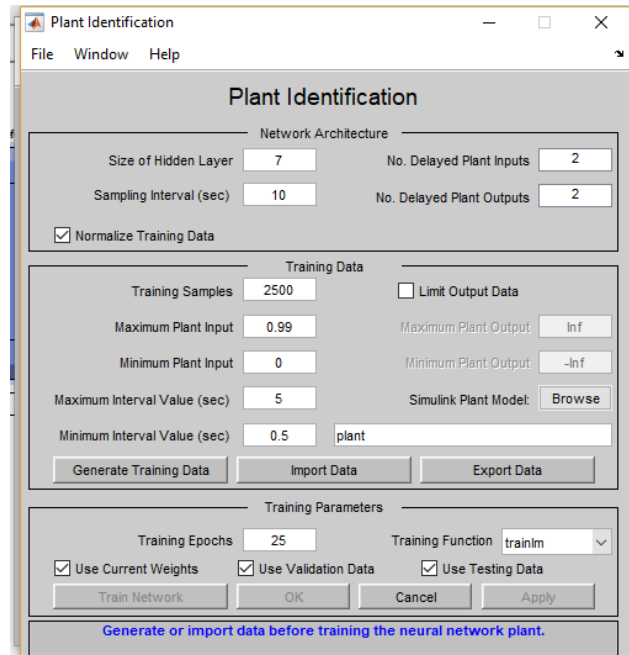 Plant Identification
File Window Help
Plant Identification
Network Architecture
Size of Hidden Layer 7 No. Delayed Plant Inputs 2
Sampling Interval (sec) 10 No. Delayed Plant Outputs 2
Normalize Training Data
Training Data
Training Samples 2500 Limit Output Data
Maximum Plant Input 0.99 Maximum Plant Output Inf
Minimum Plant Input 0 Minimum Plant Output -Inf
Maximum Interval Value (sec) 5 Simulink Plant Model: Browse
Minimum Interval Value (sec) 0.5 plant
Generate Training Data Import Data Export Data
Training Parameters
Training Epochs 25 Training Function trainlm
Use Current Weights Use Validation Data Use Testing Data
Train Network OK Cancel Apply
Generate or import data before training the neural network plant.